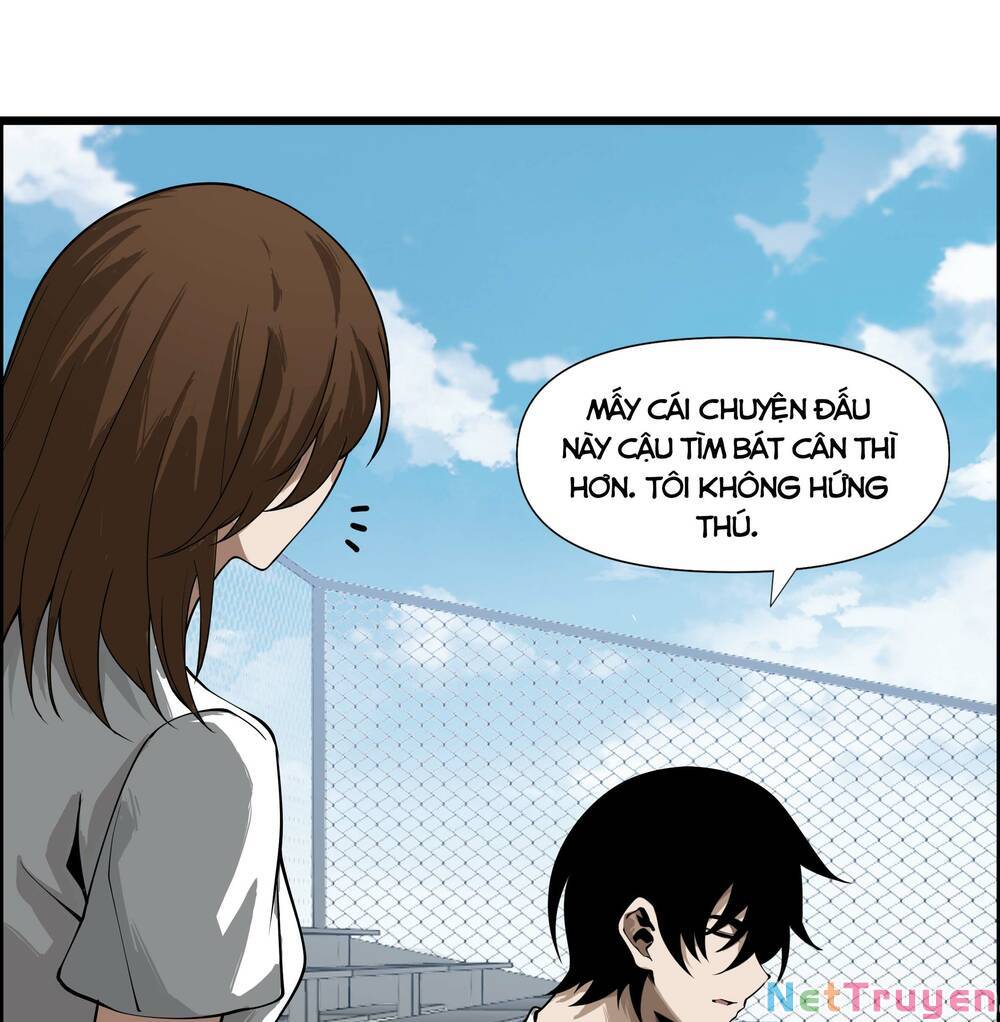 MẤY CÁI CHUYỆN ĐẤU
NÀY CẬU TÌM BÁT CÂN THÌ
HƠN. TÔI KHÔNG HỨNG
THÚ.
NetTruyen